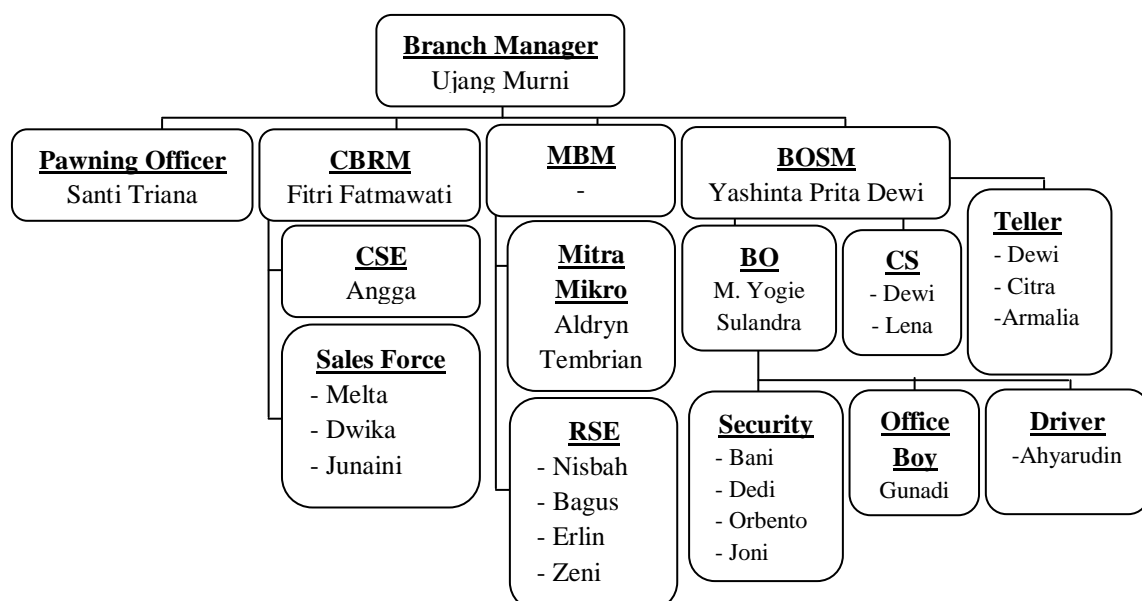 Branch Manager
Ujang Murni
Pawning Officer
Santi Triana
CBRM
Fitri Fatmawati
MBM
-
BOSM
Yashinta Prita Dewi
CSE
Angga
Sales Force
- Melta
- Dwika
- Junaini
Mitra
Mikro
Aldryn
Tembrian
RSE
- Nisbah
- Bagus
- Erlin
- Zeni
BO
M. Yogie
Sulandra
CS
- Dewi
- Lena
Teller
- Dewi
- Citra
-Armalia
Security
- Bani
- Dedi
- Orbento
- Joni
Office
Boy
Gunadi
Driver
-Ahyarudin